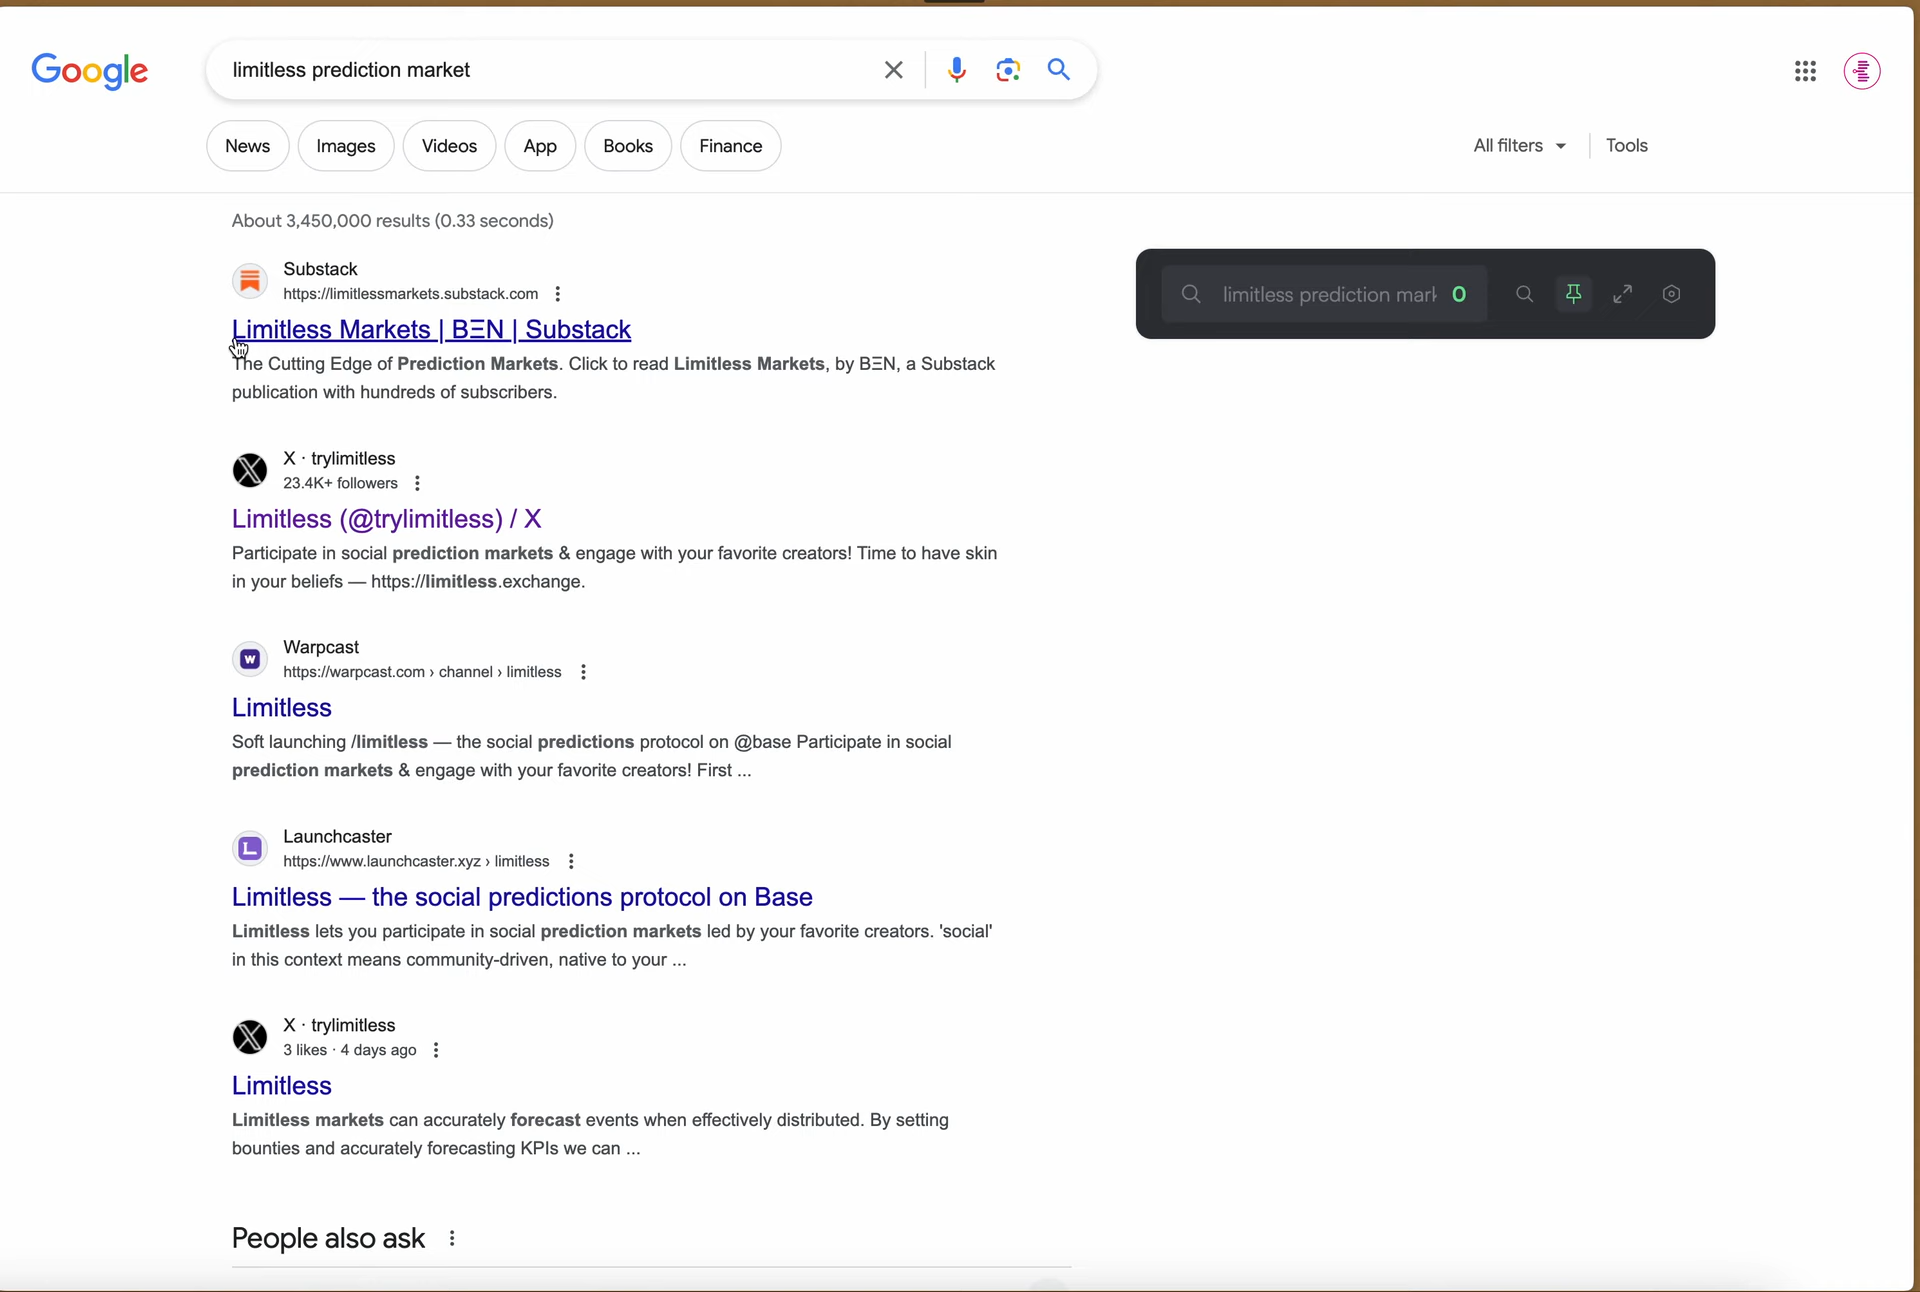 Google
limitless prediction market
News
Images
Videos
App
Books
Finance
All filters
Tools
About 3,450,000 results (0.33 seconds)
limitless prediction mark
0
Substack
https://limitlessmarkets.substack.com
Limitless Markets | BΞN | Substack
The Cutting Edge of Prediction Markets. Click to read Limitless Markets, by BΞN, a Substack
publication with hundreds of subscribers.
X · trylimitless
23.4K+ followers
Limitless (@trylimitless) / X
Participate in social prediction markets & engage with your favorite creators! Time to have skin
in your beliefs — https://limitless.exchange.
W
Warpcast
https://warpcast.com › channel › limitless
Limitless
Soft launching /limitless — the social predictions protocol on @base Participate in social
prediction markets & engage with your favorite creators! First ...
L
Launchcaster
https://www.launchcaster.xyz › limitless
Limitless — the social predictions protocol on Base
Limitless lets you participate in social prediction markets led by your favorite creators. 'social'
in this context means community-driven, native to your ...
X · trylimitless
3 likes · 4 days ago
Limitless
Limitless markets can accurately forecast events when effectively distributed. By setting
bounties and accurately forecasting KPIs we can ...
People also ask